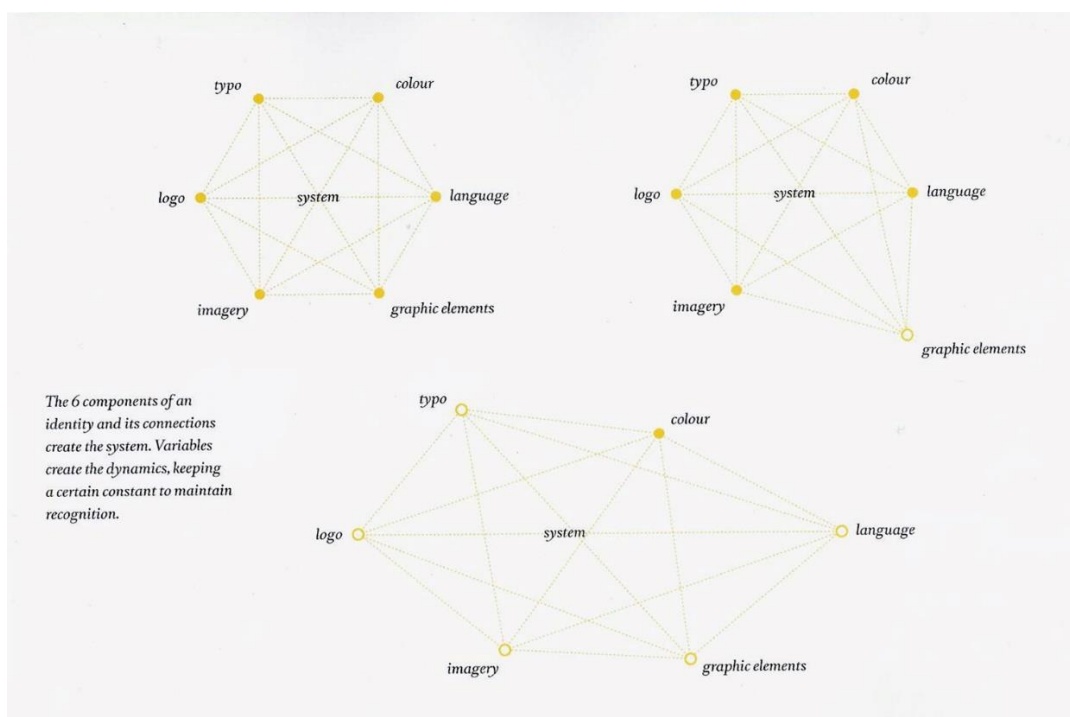 typo
colour
logo
system
language
imagery
graphic elements
typo
colour
logo
system
language
imagery
graphic elements
The 6 components of an
identity and its connections
create the system. Variables
create the dynamics, keeping
a certain constant to maintain
recognition.
typo
colour
logo
system
language
imagery
graphic elements